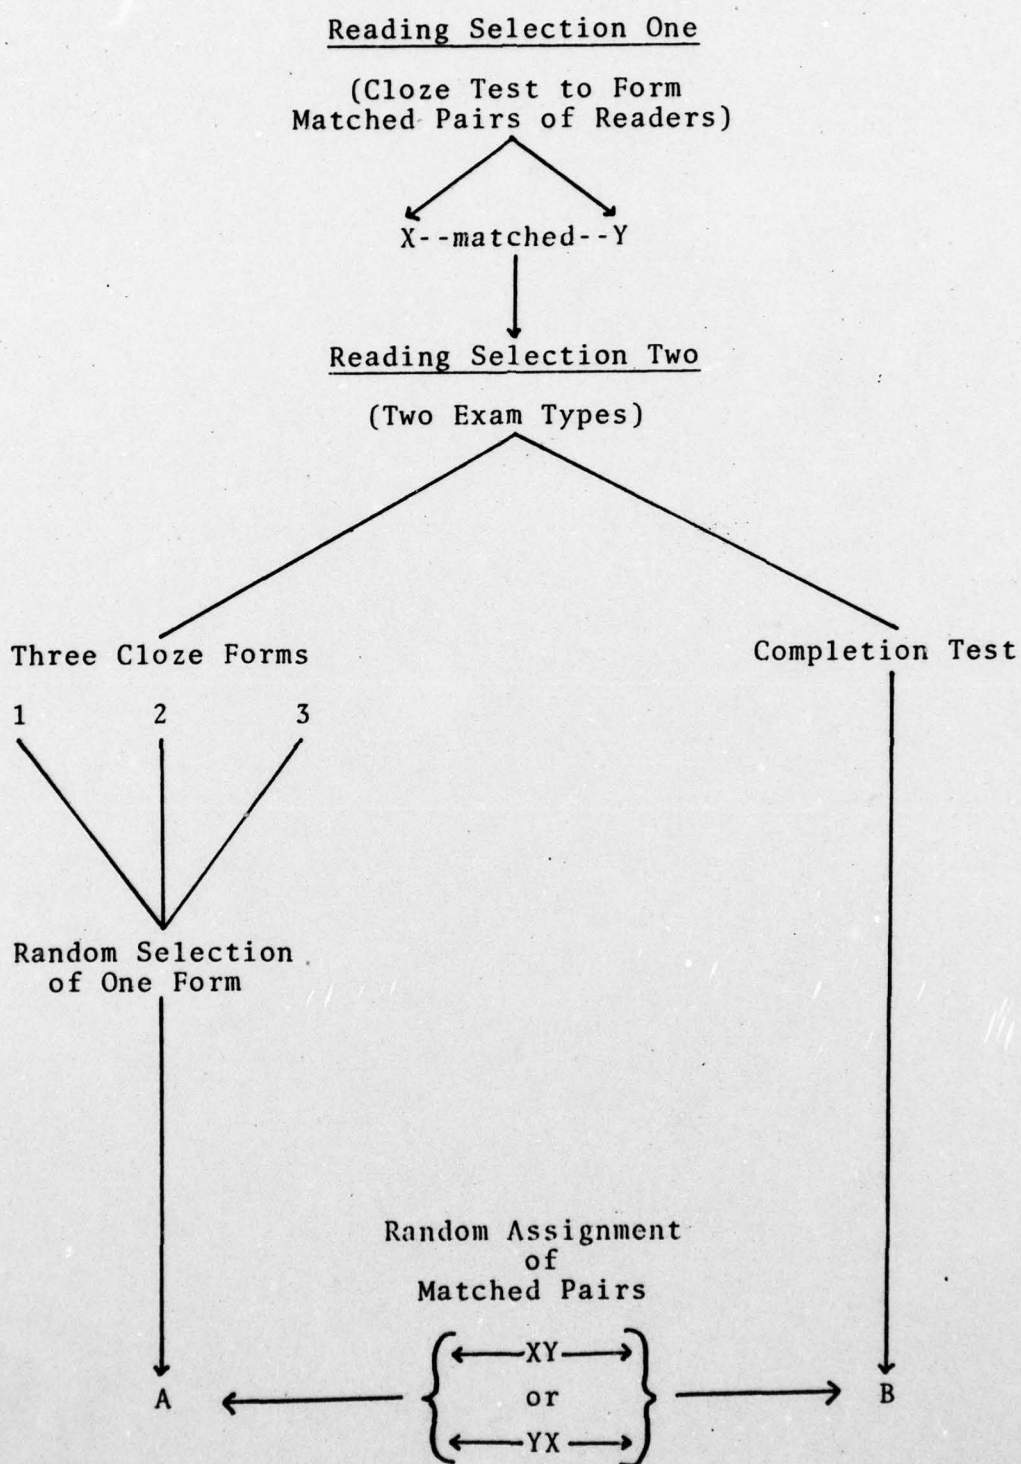 Reading Selection One
(Cloze Test to Form
Matched Pairs of Readers)
X--matched--Y
Reading Selection Two
(Two Exam Types)
Three Cloze Forms
Completion Test
1 2 3
Random Selection
of One Form
Random Assignment
of
Matched Pairs
XY
A or B
YX